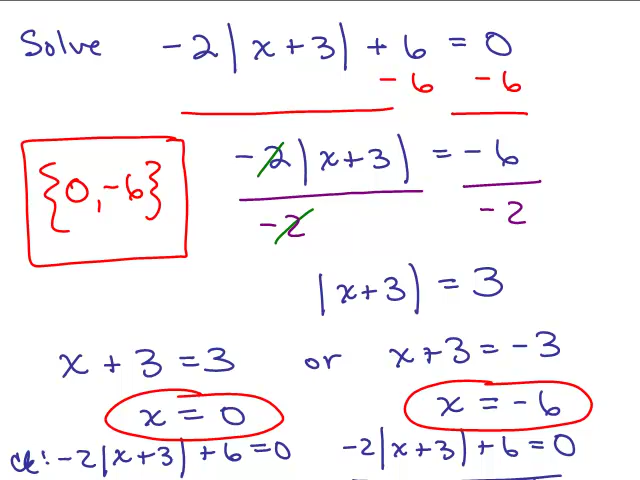 Solve -2|x+3| + 6 = 0
-6 -6
-2|x+3| = -6
-2 -2
{0, -6}
|x+3| = 3
x + 3 = 3 or x+3 = -3
x = 0 x = -6
ck: -2|x+3| + 6 = 0 -2|x+3| + 6 = 0